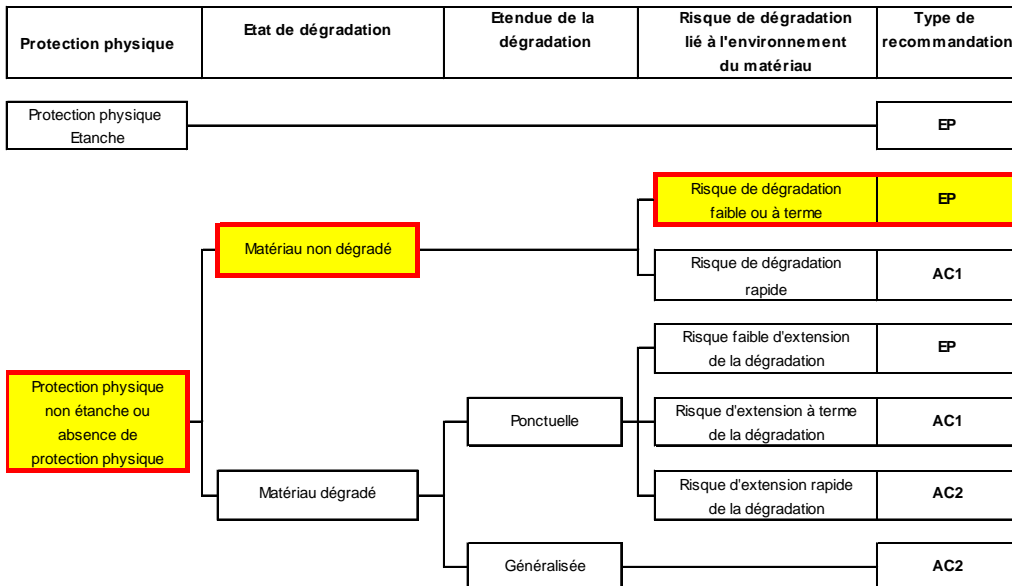 Protection physique
Etat de dégradation
Etendue de la
dégradation
Risque de dégradation
lié à l'environnement
du matériau
Type de
recommandation
Protection physique
Etanche
EP
Risque de dégradation
faible ou à terme
EP
Matériau non dégradé
Risque de dégradation
rapide
AC1
Risque faible d'extension
de la dégradation
EP
Protection physique
non étanche ou
absence de
protection physique
Ponctuelle
Risque d'extension à terme
de la dégradation
AC1
Matériau dégradé
Risque d'extension rapide
de la dégradation
AC2
Généralisée
AC2